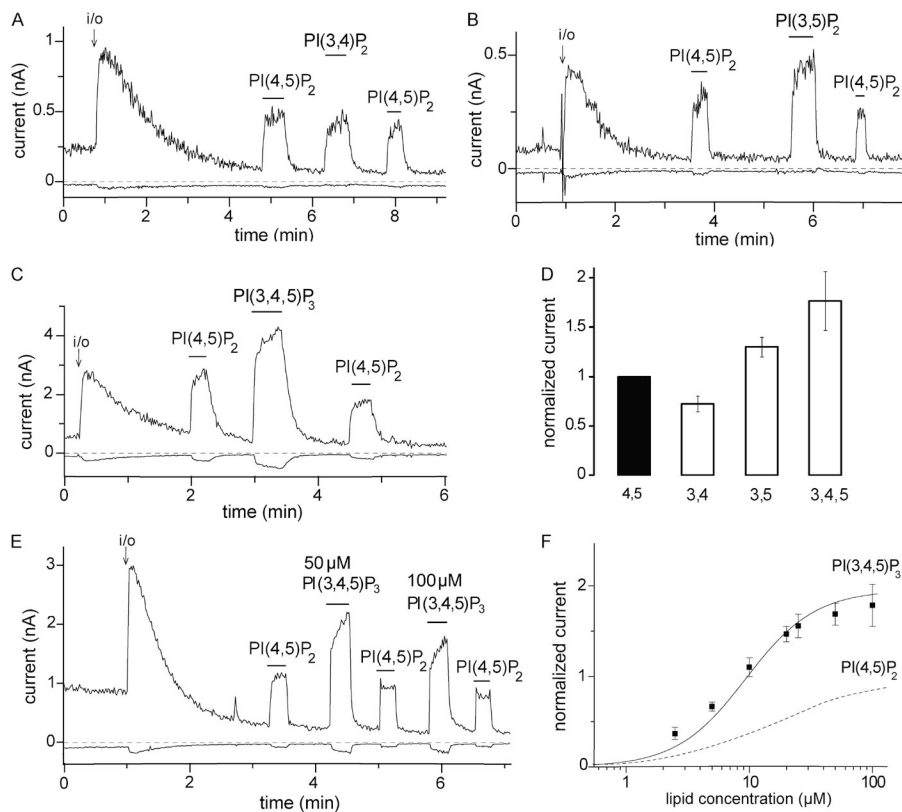 A
i/o
PI(3,4)P2
PI(4,5)P2
PI(4,5)P2
current (nA)
1
0.5
0
0 2 4 6 8
time (min)
B
i/o
PI(3,5)P2
PI(4,5)P2
PI(4,5)P2
current (nA)
0.5
0
0 2 4 6
time (min)
C
i/o
PI(3,4,5)P3
PI(4,5)P2
PI(4,5)P2
current (nA)
4
2
0
0 2 4 6
time (min)
D
normalized current
2
1.5
1
0.5
0
4,5 3,4 3,5 3,4,5
E
i/o
50 µM
PI(3,4,5)P3
100 µM
PI(3,4,5)P3
PI(4,5)P2
PI(4,5)P2
PI(4,5)P2
current (nA)
3
2
1
0
0 2 4 6
time (min)
F
PI(3,4,5)P3
PI(4,5)P2
normalized current
2
1
0
1 10 100
lipid concentration (µM)